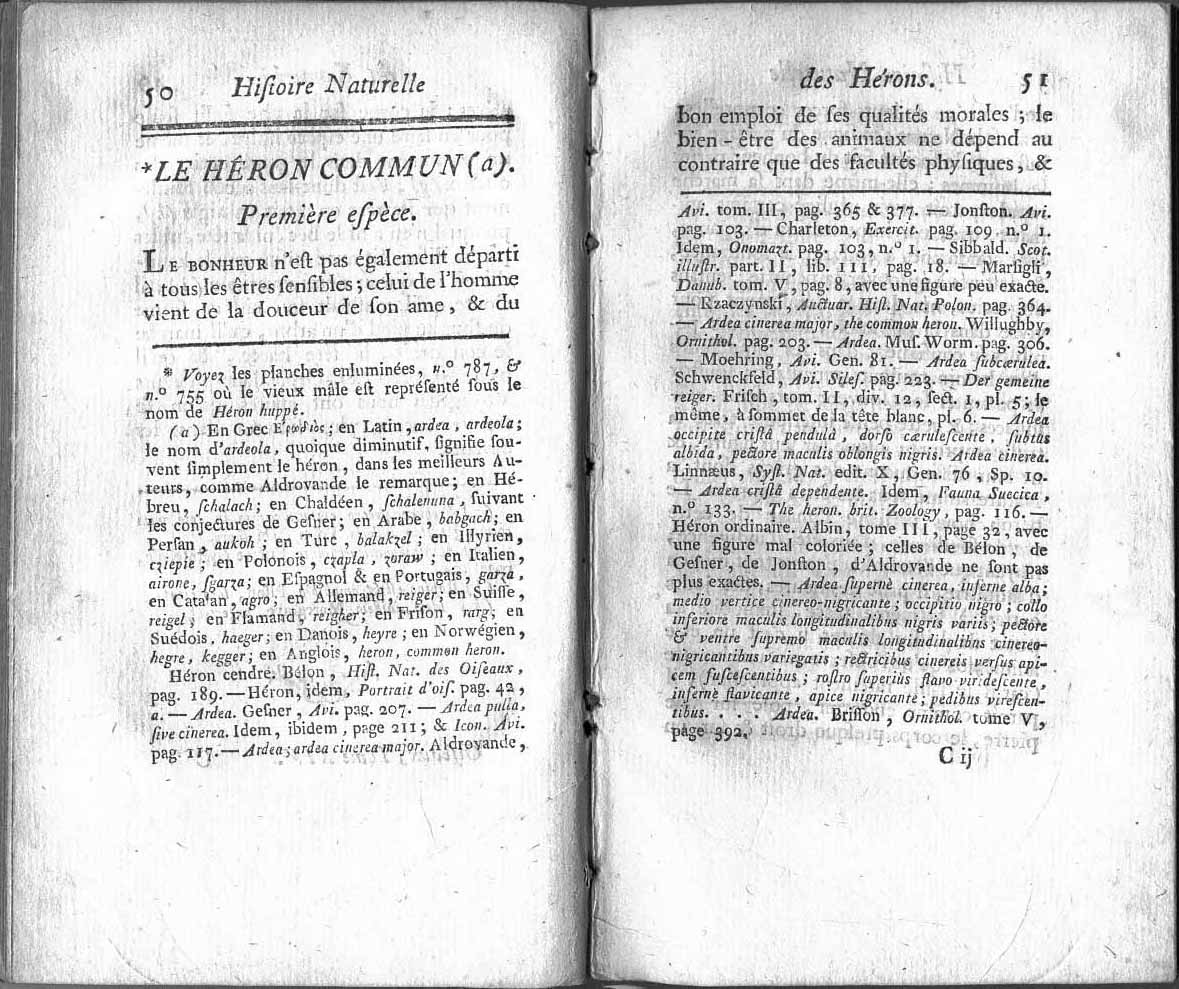 50 Hiſtoire Naturelle
*LE HÉRON COMMUN (a).
Première eſpèce.
LE BONHEUR n'eſt pas également départi
à tous les êtres ſenſibles ; celui de l'homme
vient de la douceur de ſon ame, & du
* Voyez les planches enluminées, n.º 787, &
n.º 755 où le vieux mâle eſt repréſenté ſous le
nom de Héron huppé.
(a) En Grec Ε'ρωδιὸς ; en Latin, ardea, ardeola ;
le nom d'ardeola, quoique diminutif, ſignifie ſou-
vent ſimplement le héron, dans les meilleurs Au-
teurs, comme Aldrovande le remarque ; en Hé-
breu, ſchalach ; en Chaldéen, ſchalenuna, ſuivant
les conjectures de Geſner ; en Arabe, babgach ; en
Perſan, aukoh ; en Turc, balakzel ; en Illyrien,
cziepie ; en Polonois, czapla, zoraw ; en Italien,
airone, ſgarza ; en Eſpagnol & en Portugais, garza,
en Catalan, agro ; en Allemand, reiger ; en Suiſſe,
reigel ; en Flamand, reigher ; en Friſon, rarg ; en
Suédois, haeger ; en Danois, heyre ; en Norwégien,
hegre, kegger ; en Anglois, heron, common heron.
Héron cendré. Bélon, Hiſt. Nat. des Oiſeaux,
pag. 189. — Héron, idem, Portrait d'oiſ. pag. 42,
a. — Ardea. Geſner, Avi. pag. 207. — Ardea pulla,
ſive cinerea. Idem, ibidem, page 211 ; & Icon. Avi.
pag. 117. — Ardea ; ardea cinerea major. Aldrovande,
des Hérons. 51
bon emploi de ſes qualités morales ; le
bien-être des animaux ne dépend au
contraire que des facultés phyſiques, &
Avi. tom. III, pag. 365 & 377. — Jonſton. Avi.
pag. 103. — Charleton, Exercit. pag. 109. n.º 1.
Idem, Onomazt. pag. 103, n.º 1. — Sibbald. Scot.
illuſtr. part. II, lib. III, pag. 18. — Marſigli,
Danub. tom. V, pag. 8, avec une figure peu exacte.
— Rzaczynski, Auctuar. Hiſt. Nat. Polon. pag. 364.
— Ardea cinerea major, the common heron. Willughby,
Ornithol. pag. 203. — Ardea. Muſ. Worm. pag. 306.
— Moehring, Avi. Gen. 81. — Ardea ſubcærulea.
Schwenckfeld, Avi. Sileſ. pag. 223. — Der gemeine
reiger. Friſch, tom. II, div. 12, ſect. 1, pl. 5 ; le
même, à ſommet de la tête blanc, pl. 6. — Ardea
occipite criſtâ pendulâ, dorſo cæruleſcente, ſubtùs
albida, pectore maculis oblongis nigris. Ardea cinerea.
Linnæus, Syſt. Nat. edit. X, Gen. 76, Sp. 10.
— Ardea criſtâ dependente. Idem, Fauna Suecica,
n.º 133. — The heron. brit. Zoology, pag. 116. —
Héron ordinaire. Albin, tome III, page 32, avec
une figure mal coloriée ; celles de Bélon, de
Geſner, de Jonſton, d'Aldrovande ne ſont pas
plus exactes. — Ardea ſupernè cinerea, inferne alba ;
medio vertice cinereo-nigricante ; occipitio nigro ; collo
inferiore maculis longitudinalibus nigris variis ; pectore
& ventre ſupremo maculis longitudinalibus cinereo-
nigricantibus variegatis ; rectricibus cinereis verſus api-
cem fuſceſcentibus ; roſtro ſuperiùs flavo virideſcente,
infernè flavicante, apice nigricante ; pedibus vireſcen-
tibus. . . . Ardea. Briſſon, Ornithol. tome V,
page 392.
C ij